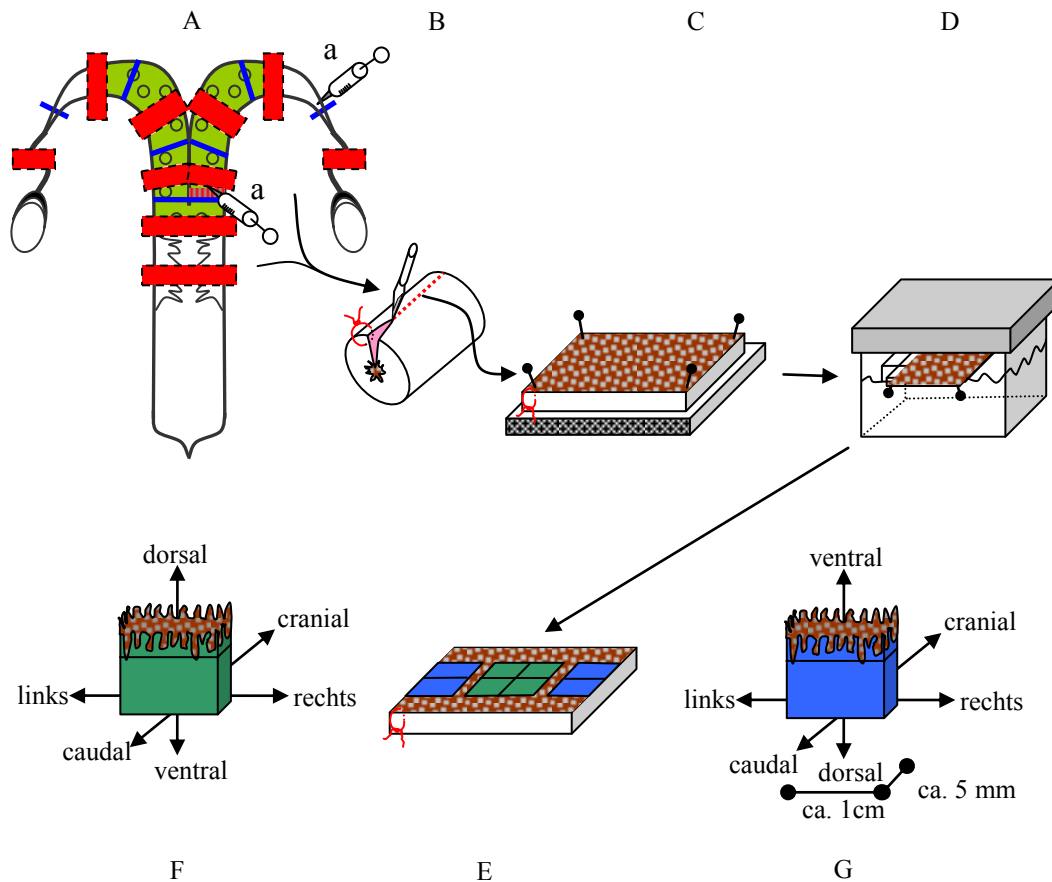 A
B
C
D
a
a
dorsal
cranial
links
rechts
caudal
ventral
ventral
cranial
links
rechts
caudal
dorsal
ca. 5 mm
ca. 1cm
F
E
G